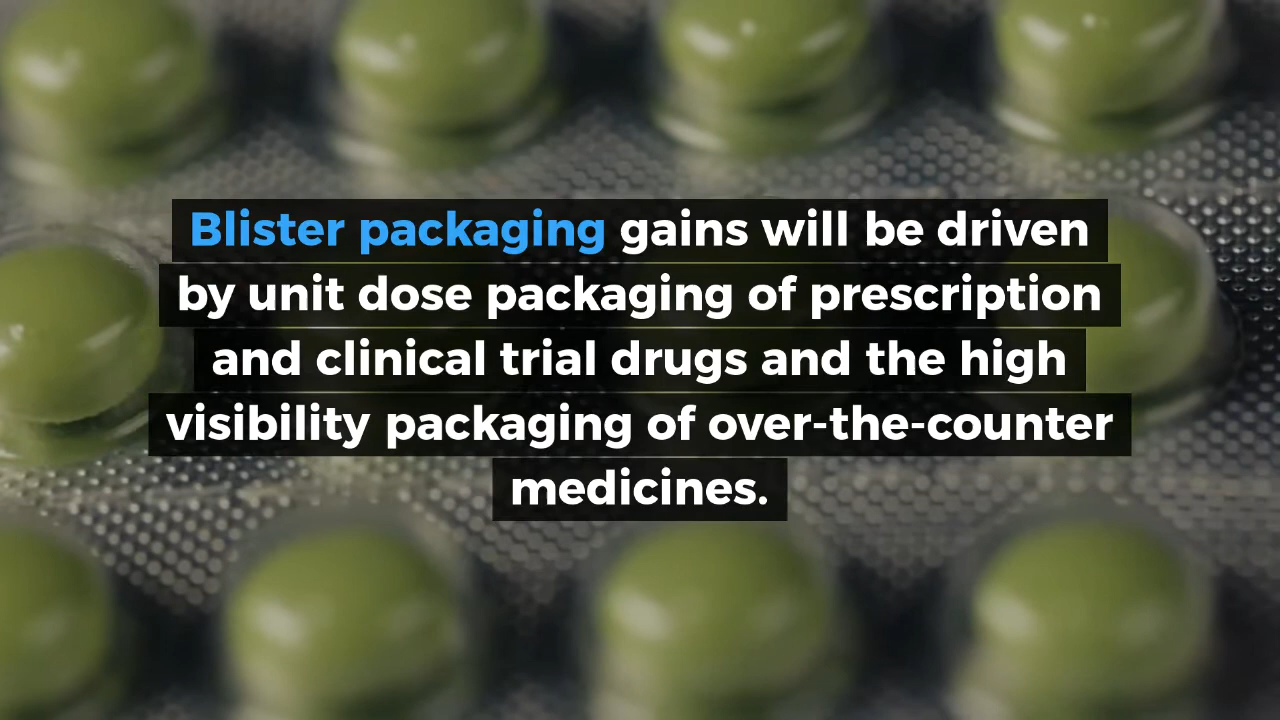 Blister packaging gains will be driven
by unit dose packaging of prescription
and clinical trial drugs and the high
visibility packaging of over-the-counter
medicines.